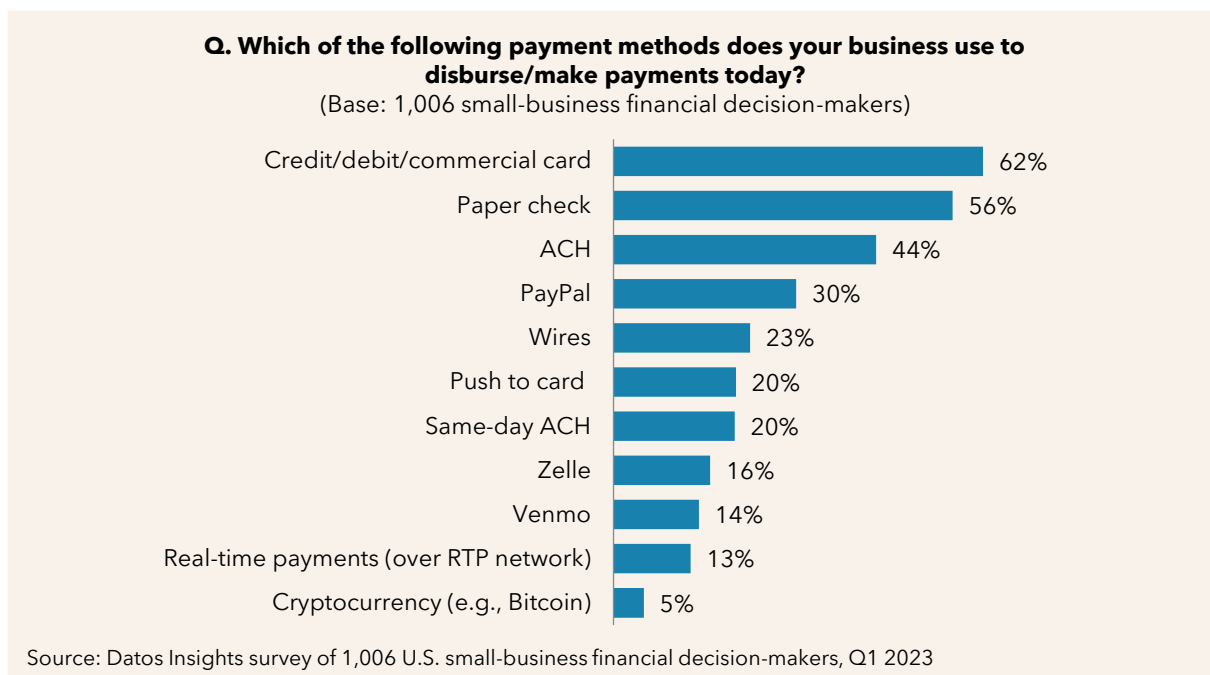 Q. Which of the following payment methods does your business use to
disburse/make payments today?
(Base: 1,006 small-business financial decision-makers)
Credit/debit/commercial card 62%
Paper check 56%
ACH 44%
PayPal 30%
Wires 23%
Push to card 20%
Same-day ACH 20%
Zelle 16%
Venmo 14%
Real-time payments (over RTP network) 13%
Cryptocurrency (e.g., Bitcoin) 5%
Source: Datos Insights survey of 1,006 U.S. small-business financial decision-makers, Q1 2023